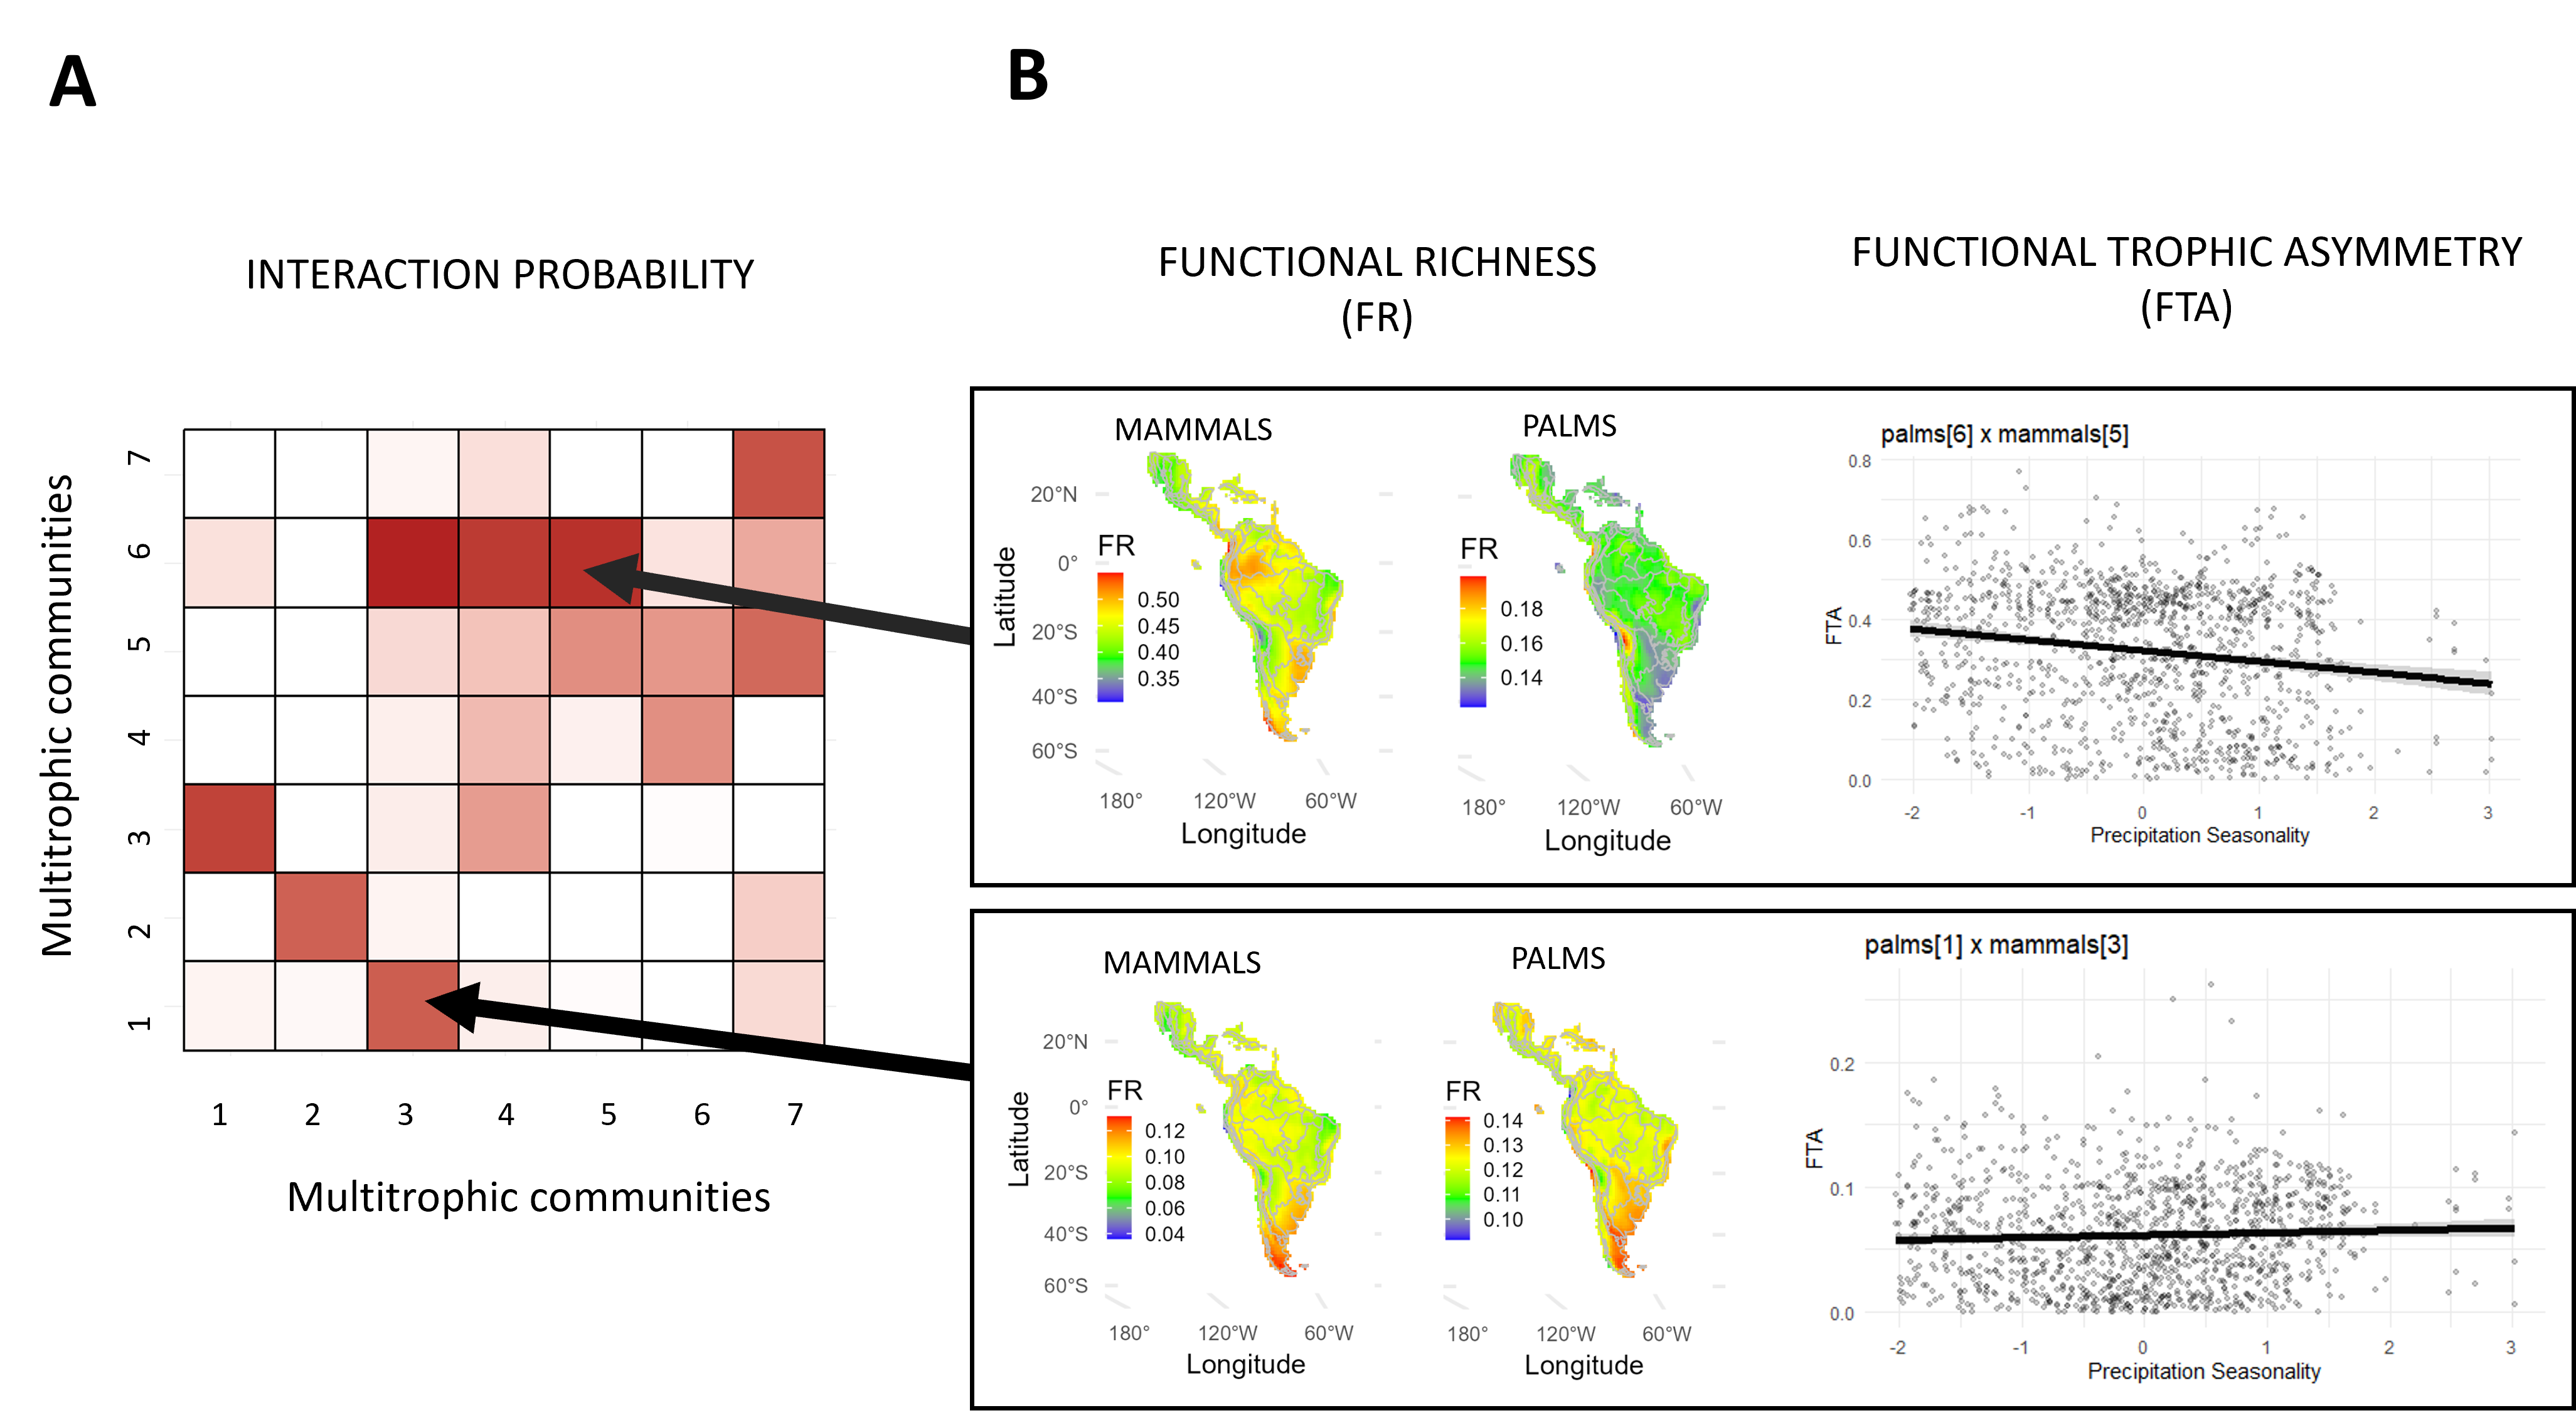 A
B
INTERACTION PROBABILITY
FUNCTIONAL RICHNESS
(FR)
FUNCTIONAL TROPHIC ASYMMETRY
(FTA)
Multitrophic communities
7
6
5
4
3
2
1
1 2 3 4 5 6 7
Multitrophic communities
MAMMALS
Latitude
20°N
0°
20°S
40°S
60°S
FR
0.50
0.45
0.40
0.35
180° 120°W 60°W
Longitude
PALMS
FR
0.18
0.16
0.14
180° 120°W 60°W
Longitude
palms[6] x mammals[5]
FTA
0.8
0.6
0.4
0.2
0.0
-2 -1 0 1 2 3
Precipitation Seasonality
MAMMALS
Latitude
20°N
0°
20°S
40°S
60°S
FR
0.12
0.10
0.08
0.06
0.04
180° 120°W 60°W
Longitude
PALMS
FR
0.14
0.13
0.12
0.11
0.10
180° 120°W 60°W
Longitude
palms[1] x mammals[3]
FTA
0.2
0.1
0.0
-2 -1 0 1 2 3
Precipitation Seasonality